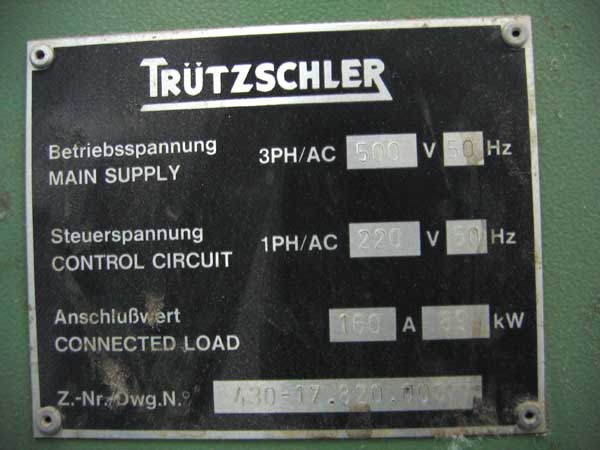 TRÜTZSCHLER
Betriebsspannung
MAIN SUPPLY 3PH/AC 500 V 50 Hz
Steuerspannung
CONTROL CIRCUIT 1PH/AC 220 V 50 Hz
Anschlußwert
CONNECTED LOAD 160 A kW
Z.-Nr./Dwg.N.º